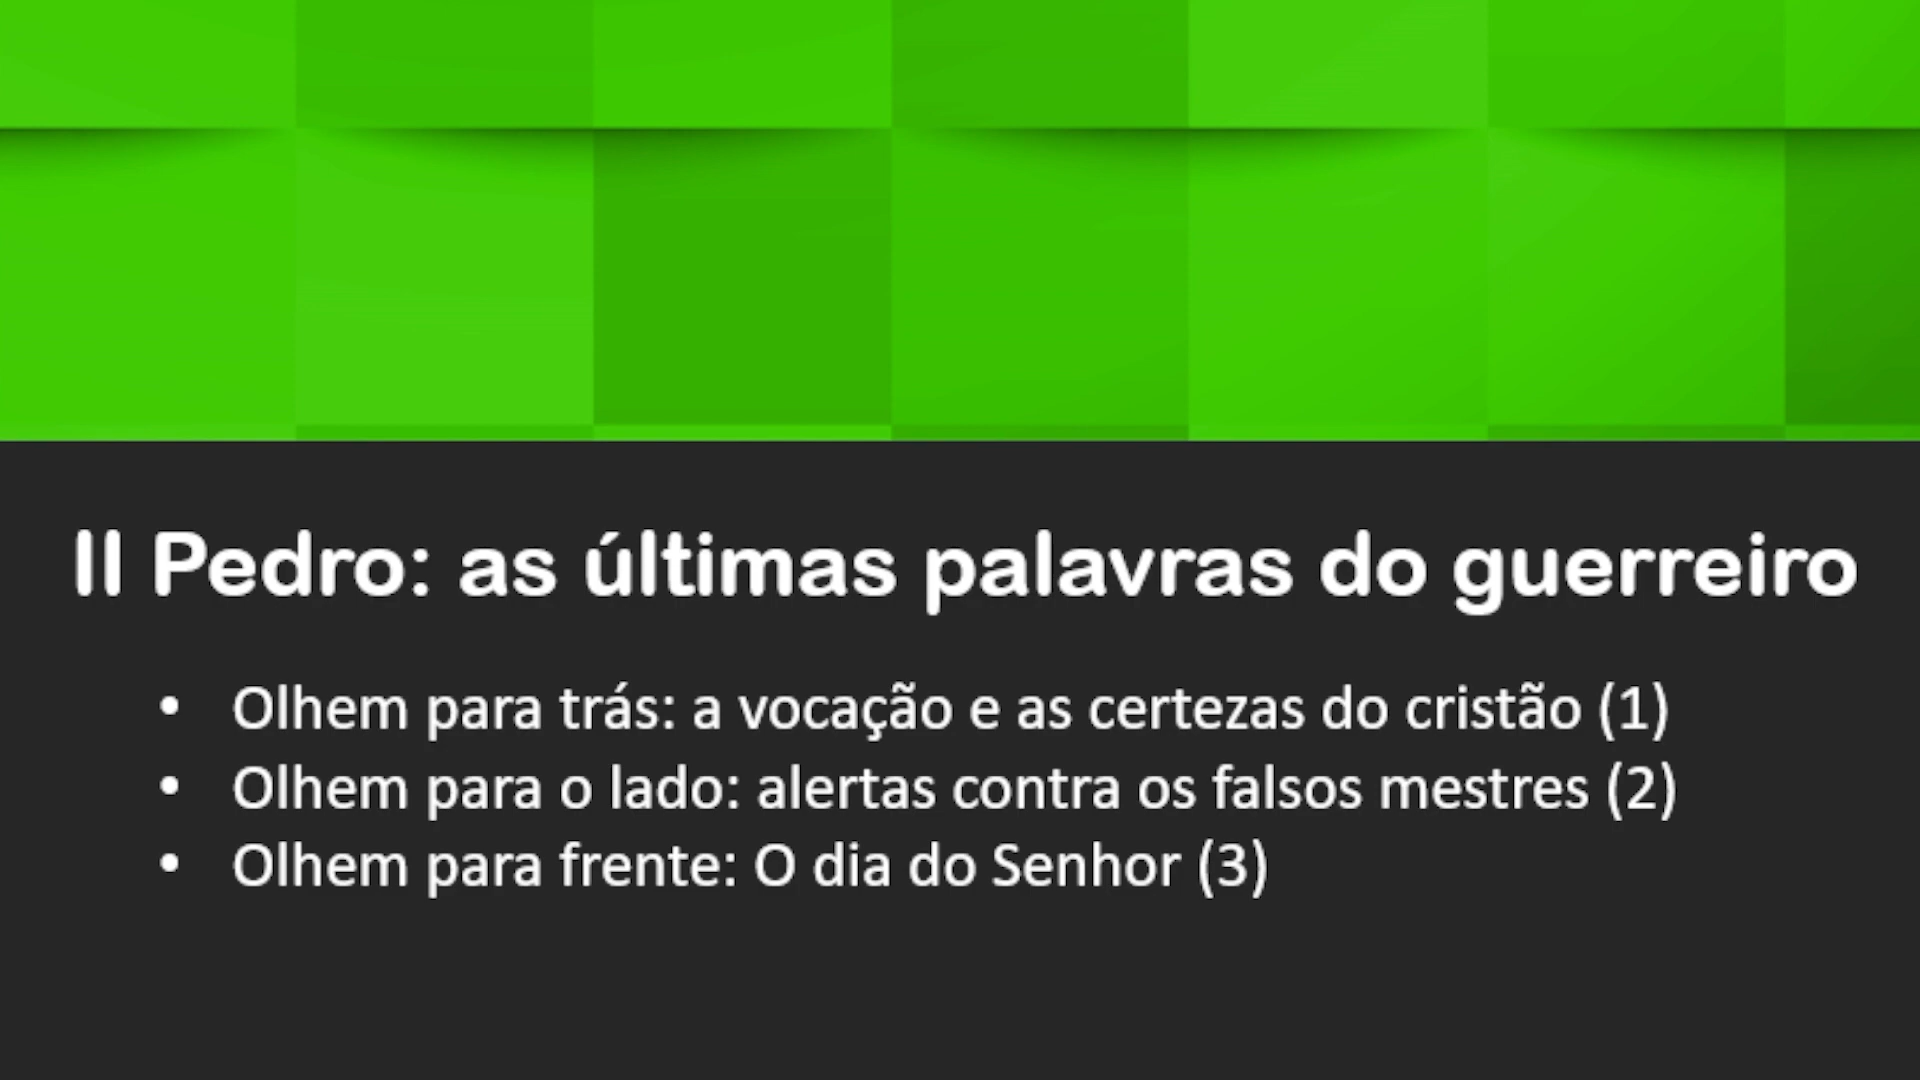 II Pedro: as últimas palavras do guerreiro
• Olhem para trás: a vocação e as certezas do cristão (1)
• Olhem para o lado: alertas contra os falsos mestres (2)
• Olhem para frente: O dia do Senhor (3)